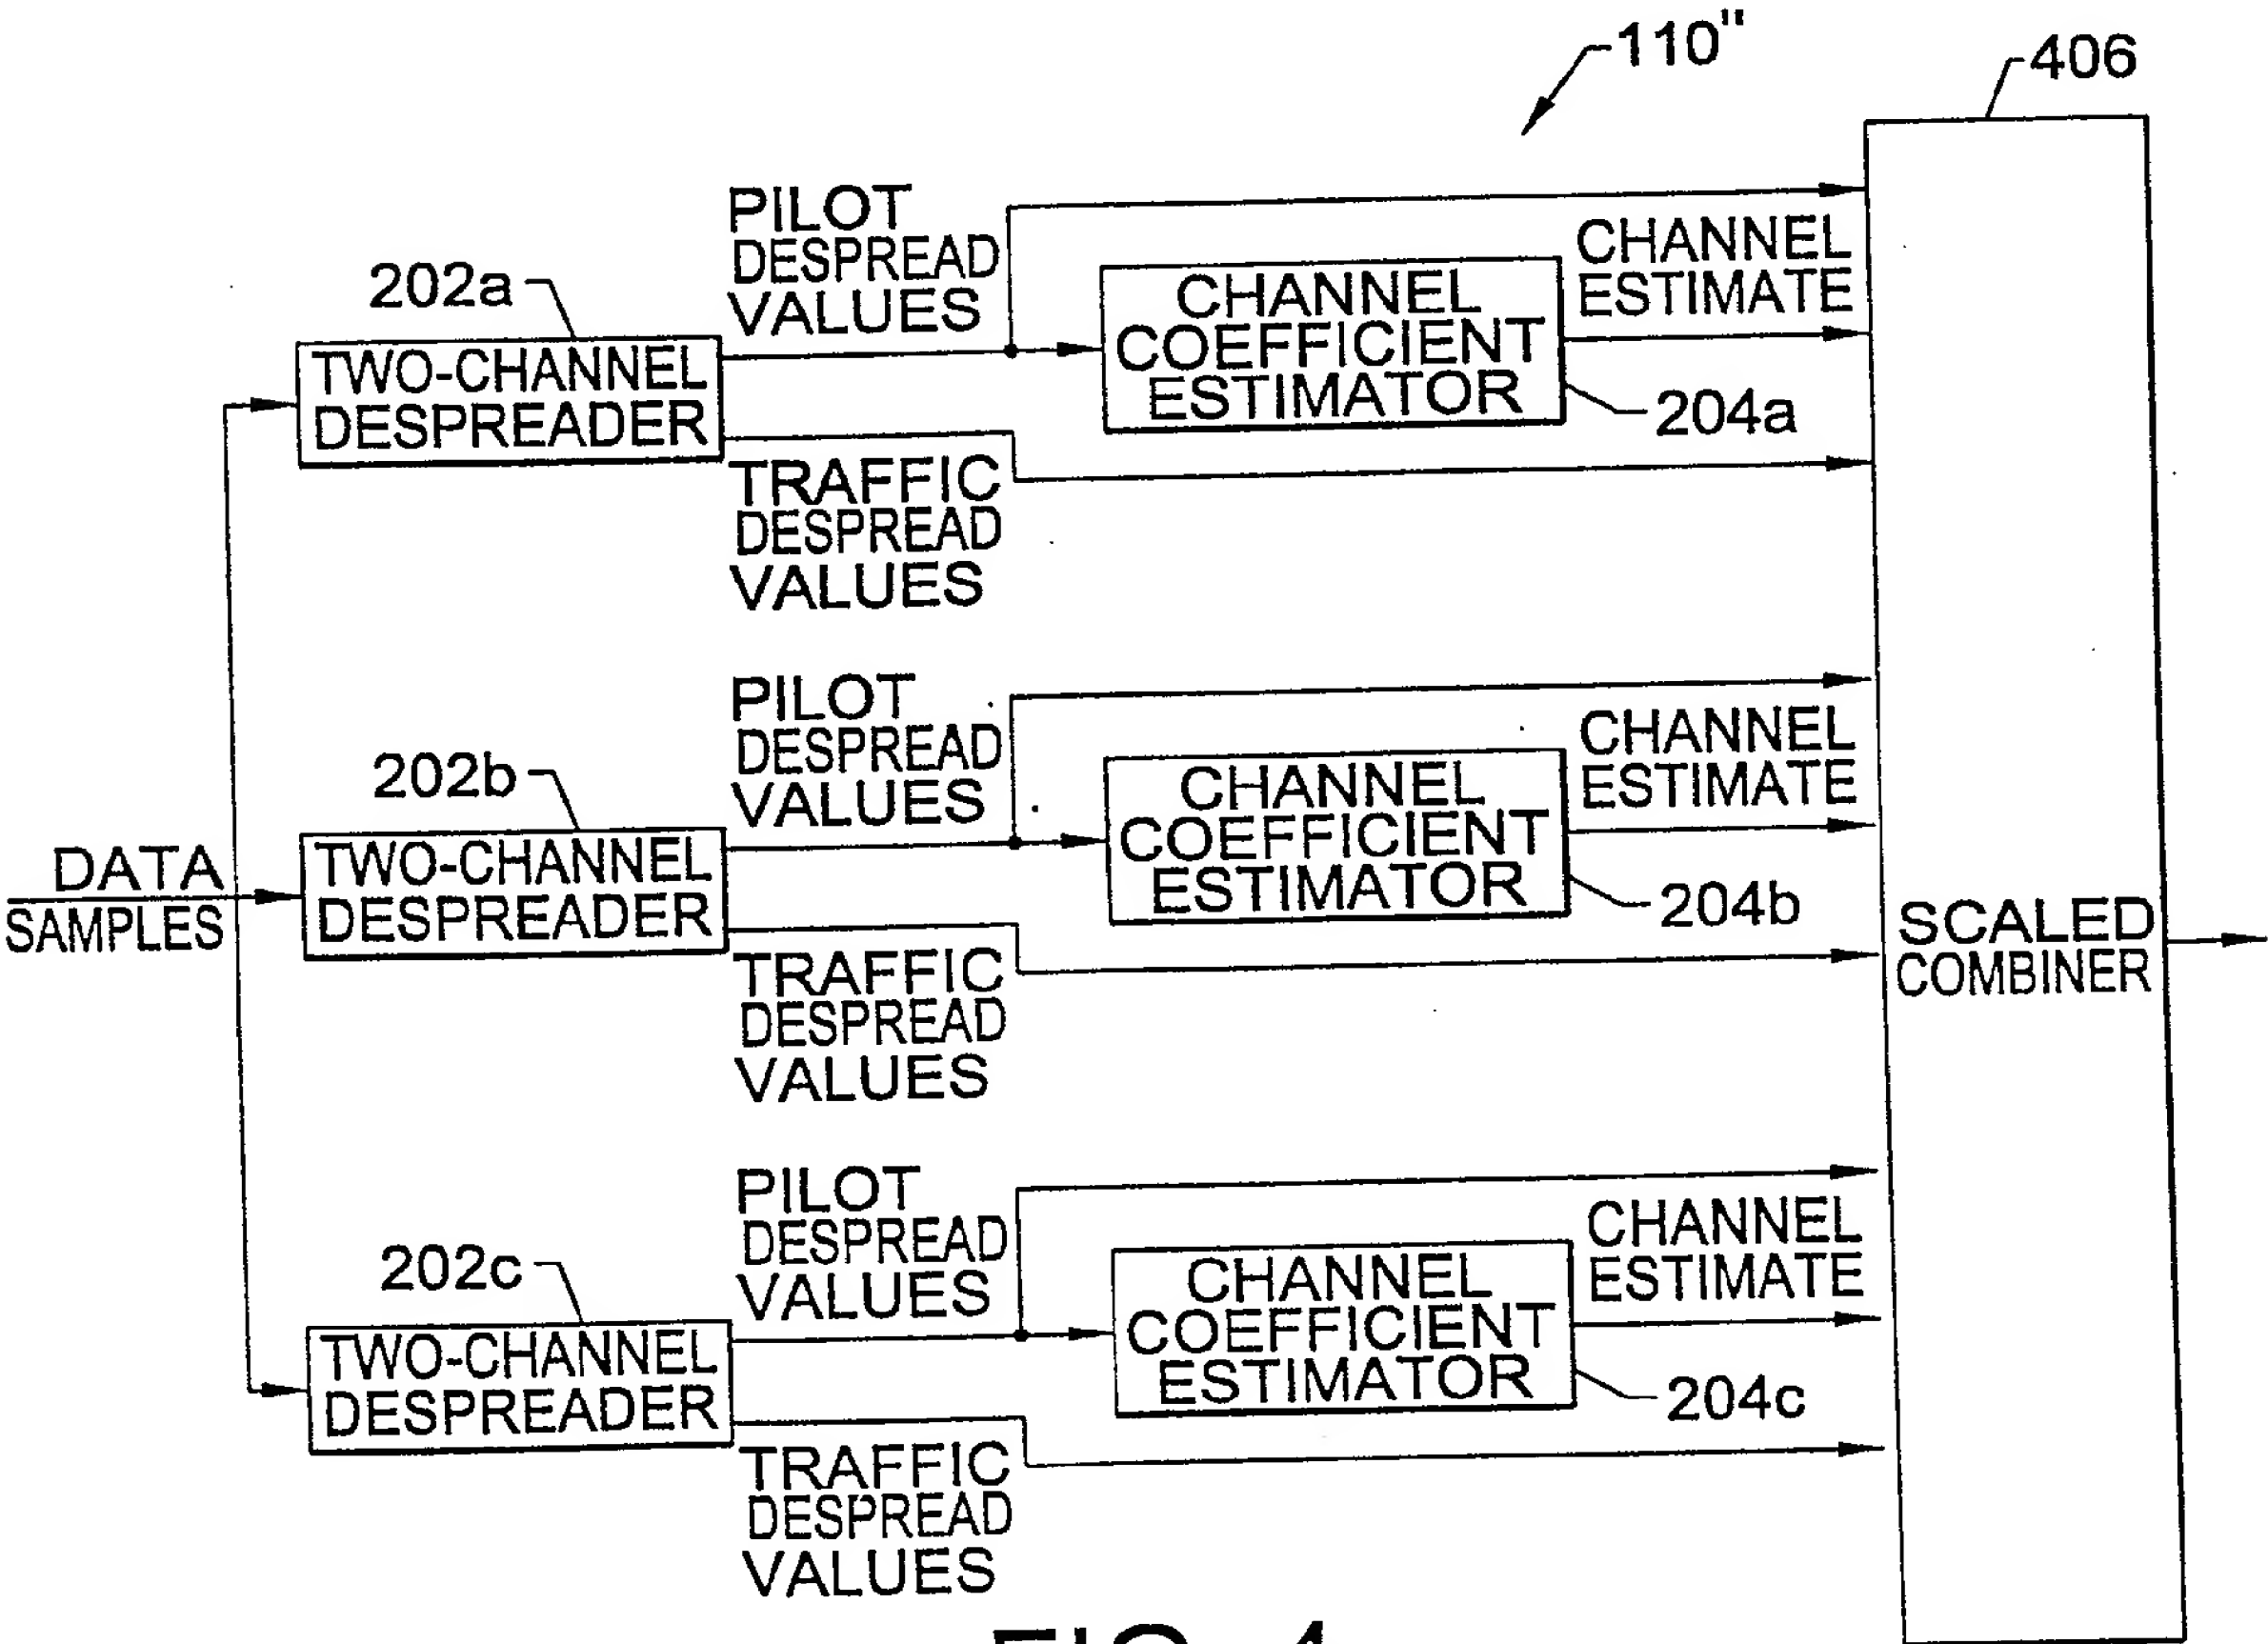 110"
406
PILOT
DESPREAD
VALUES
CHANNEL
ESTIMATE
202a
CHANNEL
COEFFICIENT
ESTIMATOR
204a
TWO-CHANNEL
DESPREADER
TRAFFIC
DESPREAD
VALUES
PILOT
DESPREAD
VALUES
CHANNEL
ESTIMATE
202b
CHANNEL
COEFFICIENT
ESTIMATOR
204b
DATA
SAMPLES
TWO-CHANNEL
DESPREADER
SCALED
COMBINER
TRAFFIC
DESPREAD
VALUES
PILOT
DESPREAD
VALUES
CHANNEL
ESTIMATE
202c
CHANNEL
COEFFICIENT
ESTIMATOR
204c
TWO-CHANNEL
DESPREADER
TRAFFIC
DESPREAD
VALUES
FIG. 4